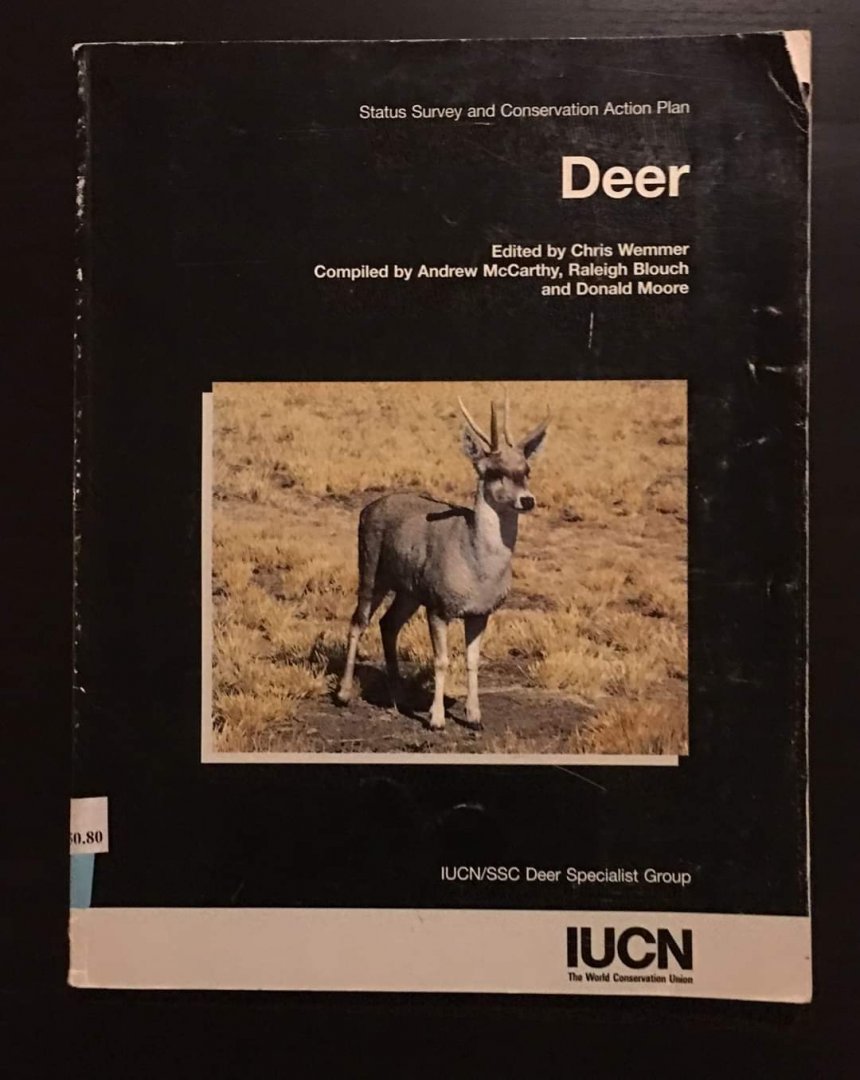 Status Survey and Conservation Action Plan
Deer
Edited by Chris Wemmer
Compiled by Andrew McCarthy, Raleigh Blouch
and Donald Moore
0.80
IUCN/SSC Deer Specialist Group
IUCN
The World Conservation Union